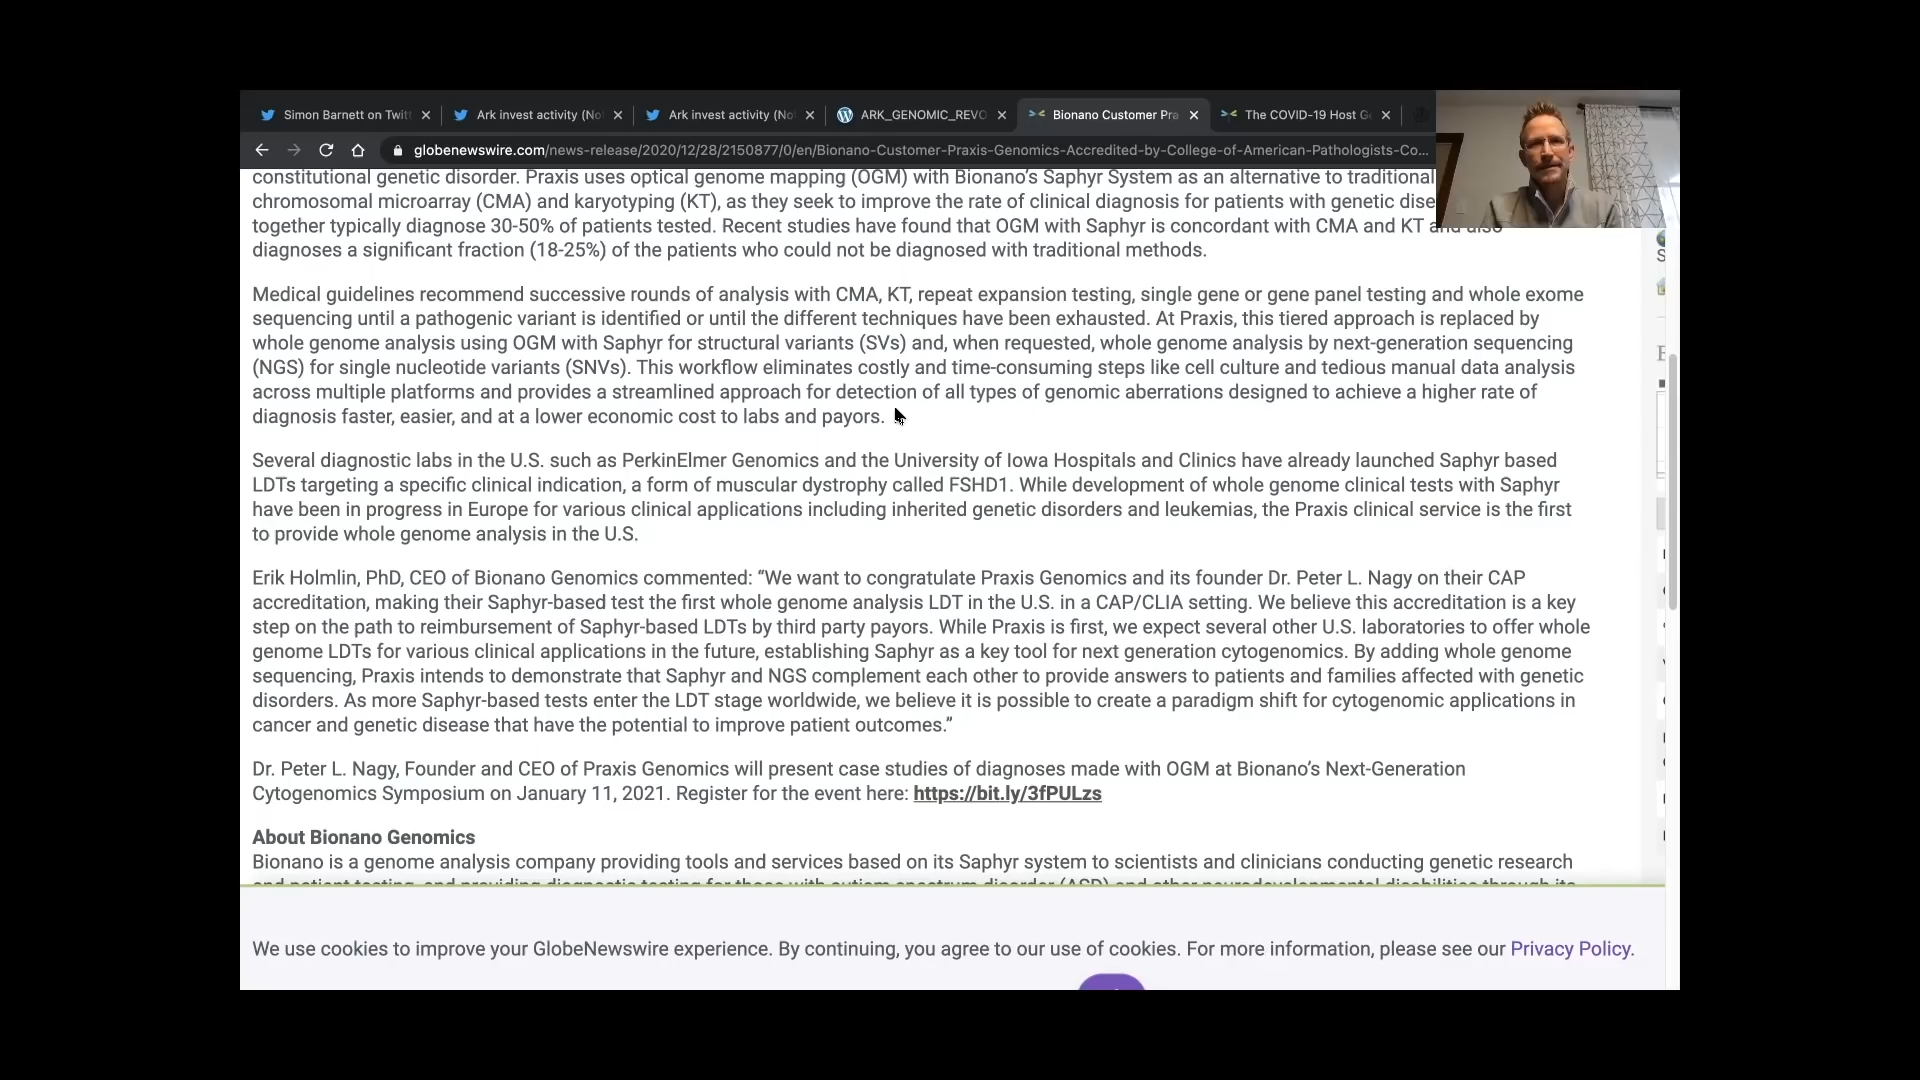 Simon Barnett on Twitt
Ark invest activity (No
Ark invest activity (No
ARK_GENOMIC_REVO
Bionano Customer Pra
The COVID-19 Host G
globenewswire.com/news-release/2020/12/28/2150877/0/en/Bionano-Customer-Praxis-Genomics-Accredited-by-College-of-American-Pathologists-Co...
constitutional genetic disorder. Praxis uses optical genome mapping (OGM) with Bionano's Saphyr System as an alternative to traditional
chromosomal microarray (CMA) and karyotyping (KT), as they seek to improve the rate of clinical diagnosis for patients with genetic dise
together typically diagnose 30-50% of patients tested. Recent studies have found that OGM with Saphyr is concordant with CMA and KT and also
diagnoses a significant fraction (18-25%) of the patients who could not be diagnosed with traditional methods.
Medical guidelines recommend successive rounds of analysis with CMA, KT, repeat expansion testing, single gene or gene panel testing and whole exome
sequencing until a pathogenic variant is identified or until the different techniques have been exhausted. At Praxis, this tiered approach is replaced by
whole genome analysis using OGM with Saphyr for structural variants (SVs) and, when requested, whole genome analysis by next-generation sequencing
(NGS) for single nucleotide variants (SNVs). This workflow eliminates costly and time-consuming steps like cell culture and tedious manual data analysis
across multiple platforms and provides a streamlined approach for detection of all types of genomic aberrations designed to achieve a higher rate of
diagnosis faster, easier, and at a lower economic cost to labs and payors.
Several diagnostic labs in the U.S. such as PerkinElmer Genomics and the University of Iowa Hospitals and Clinics have already launched Saphyr based
LDTs targeting a specific clinical indication, a form of muscular dystrophy called FSHD1. While development of whole genome clinical tests with Saphyr
have been in progress in Europe for various clinical applications including inherited genetic disorders and leukemias, the Praxis clinical service is the first
to provide whole genome analysis in the U.S.
Erik Holmlin, PhD, CEO of Bionano Genomics commented: “We want to congratulate Praxis Genomics and its founder Dr. Peter L. Nagy on their CAP
accreditation, making their Saphyr-based test the first whole genome analysis LDT in the U.S. in a CAP/CLIA setting. We believe this accreditation is a key
step on the path to reimbursement of Saphyr-based LDTs by third party payors. While Praxis is first, we expect several other U.S. laboratories to offer whole
genome LDTs for various clinical applications in the future, establishing Saphyr as a key tool for next generation cytogenomics. By adding whole genome
sequencing, Praxis intends to demonstrate that Saphyr and NGS complement each other to provide answers to patients and families affected with genetic
disorders. As more Saphyr-based tests enter the LDT stage worldwide, we believe it is possible to create a paradigm shift for cytogenomic applications in
cancer and genetic disease that have the potential to improve patient outcomes.”
Dr. Peter L. Nagy, Founder and CEO of Praxis Genomics will present case studies of diagnoses made with OGM at Bionano's Next-Generation
Cytogenomics Symposium on January 11, 2021. Register for the event here: https://bit.ly/3fPULzs
About Bionano Genomics
Bionano is a genome analysis company providing tools and services based on its Saphyr system to scientists and clinicians conducting genetic research
and patient testing, and providing diagnostic testing for those with autism spectrum disorder (ASD) and other neurodevelopmental disabilities through its
We use cookies to improve your GlobeNewswire experience. By continuing, you agree to our use of cookies. For more information, please see our Privacy Policy.